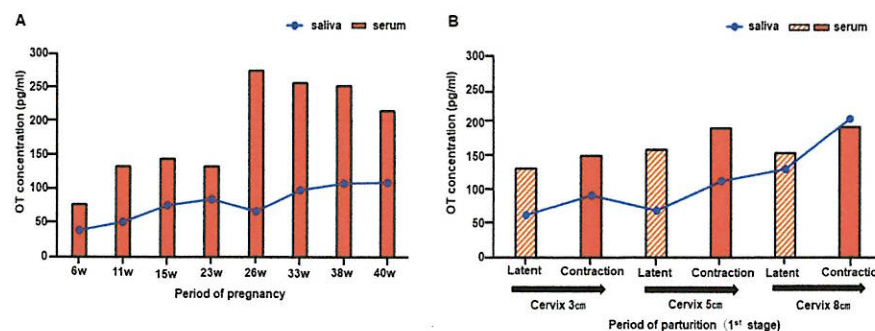 A
saliva serum
OT concentration (pg/ml)
300
250
200
150
100
50
0
6w 11w 15w 23w 26w 33w 38w 40w
Period of pregnancy
B
saliva serum
OT concentration (pg/ml)
300
250
200
150
100
50
0
Latent Contraction Latent Contraction Latent Contraction
Cervix 3cm Cervix 5cm Cervix 8cm
Period of parturition (1st stage)